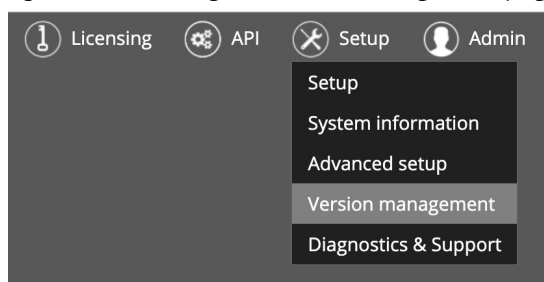 Licensing API Setup Admin
Setup
System information
Advanced setup
Version management
Diagnostics & Support